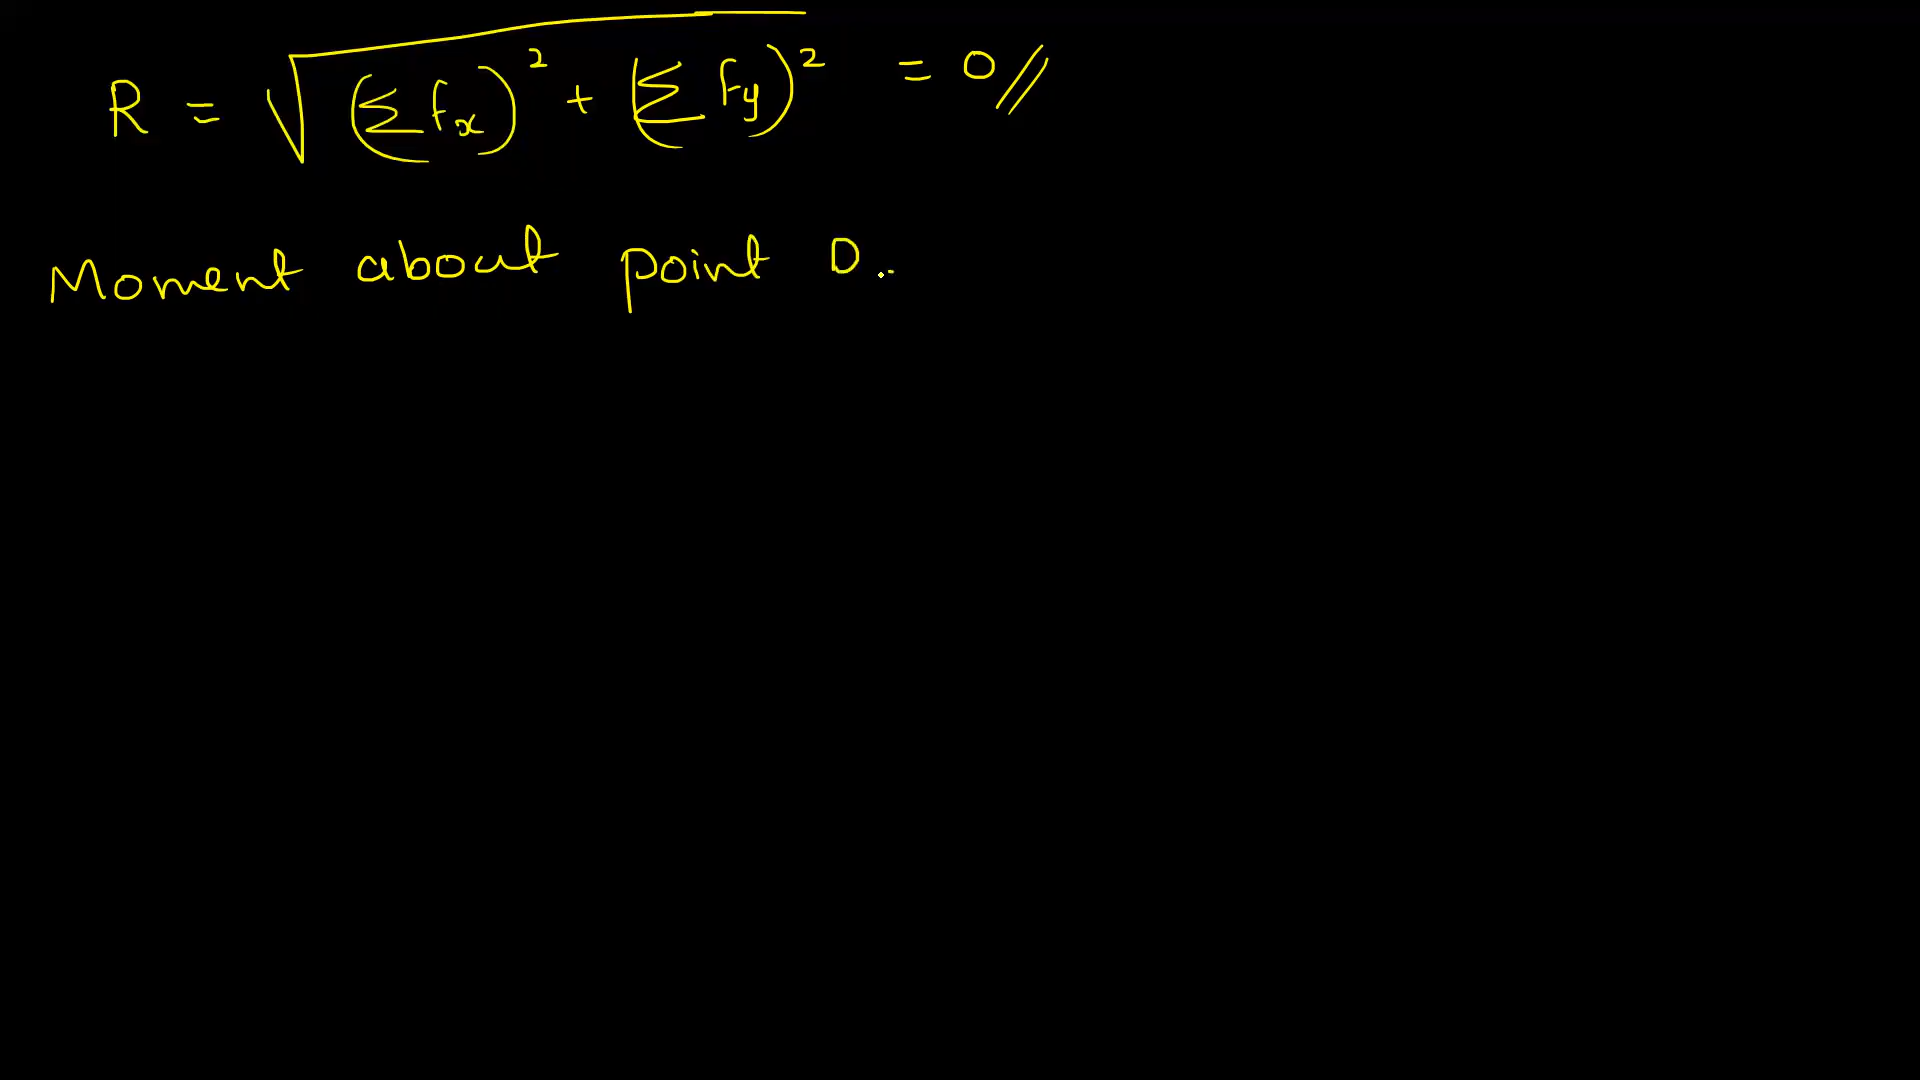 R = √(Σfx)² + (ΣFy)² = 0//
Moment about point D.